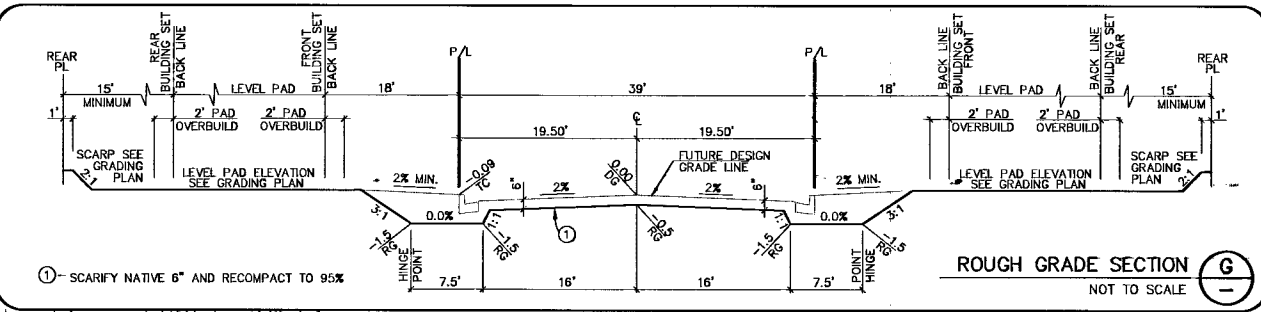 REAR
PL
REAR
BUILDING SET
BACK LINE
FRONT
BUILDING SET
BACK LINE
P/L
P/L
BACK LINE
BUILDING SET
FRONT
BACK LINE
BUILDING SET
REAR
REAR
PL
15'
MINIMUM
LEVEL PAD
18'
39'
18'
LEVEL PAD
15'
MINIMUM
1'
2' PAD
OVERBUILD
2' PAD
OVERBUILD
℄
19.50'
19.50'
2' PAD
OVERBUILD
2' PAD
OVERBUILD
1'
SCARP SEE
GRADING
PLAN
2:1
LEVEL PAD ELEVATION
SEE GRADING PLAN
2% MIN.
-0.09
TC
6"
2%
0.00
DG
FUTURE DESIGN
GRADE LINE
2%
6"
2% MIN.
LEVEL PAD ELEVATION
SEE GRADING PLAN
SCARP SEE
GRADING
PLAN
2:1
3:1
0.0%
1:1
1
-0.5
RG
1:1
0.0%
3:1
-1.5
RG
-1.5
RG
-1.5
RG
-1.5
RG
HINGE
POINT
7.5'
16'
16'
7.5'
POINT
HINGE
1 - SCARIFY NATIVE 6" AND RECOMPACT TO 95%
ROUGH GRADE SECTION
NOT TO SCALE
G
-